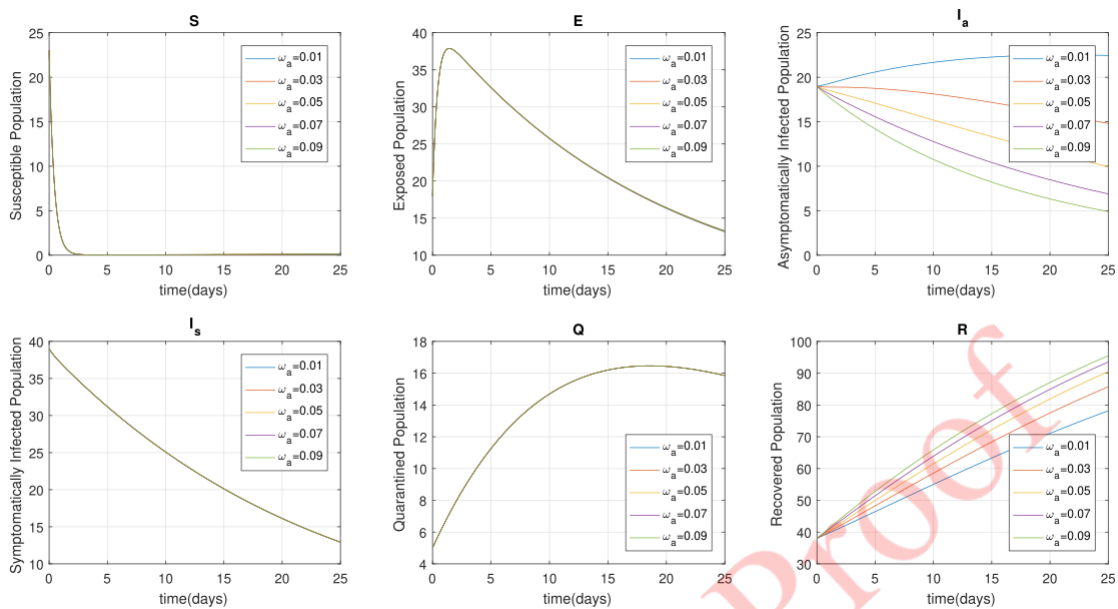 S
25
20
15
10
5
0
Susceptible Population
0 5 10 15 20 25
time(days)
ω_a=0.01
ω_a=0.03
ω_a=0.05
ω_a=0.07
ω_a=0.09
E
40
35
30
25
20
15
10
Exposed Population
0 5 10 15 20 25
time(days)
ω_a=0.01
ω_a=0.03
ω_a=0.05
ω_a=0.07
ω_a=0.09
I_a
25
20
15
10
5
0
Asymptomatically Infected Population
0 5 10 15 20 25
time(days)
ω_a=0.01
ω_a=0.03
ω_a=0.05
ω_a=0.07
ω_a=0.09
I_s
40
35
30
25
20
15
10
Symptomatically Infected Population
0 5 10 15 20 25
time(days)
ω_a=0.01
ω_a=0.03
ω_a=0.05
ω_a=0.07
ω_a=0.09
Q
18
16
14
12
10
8
6
4
Quarantined Population
0 5 10 15 20 25
time(days)
ω_a=0.01
ω_a=0.03
ω_a=0.05
ω_a=0.07
ω_a=0.09
R
100
90
80
70
60
50
40
30
Recovered Population
0 5 10 15 20 25
time(days)
ω_a=0.01
ω_a=0.03
ω_a=0.05
ω_a=0.07
ω_a=0.09
Proof